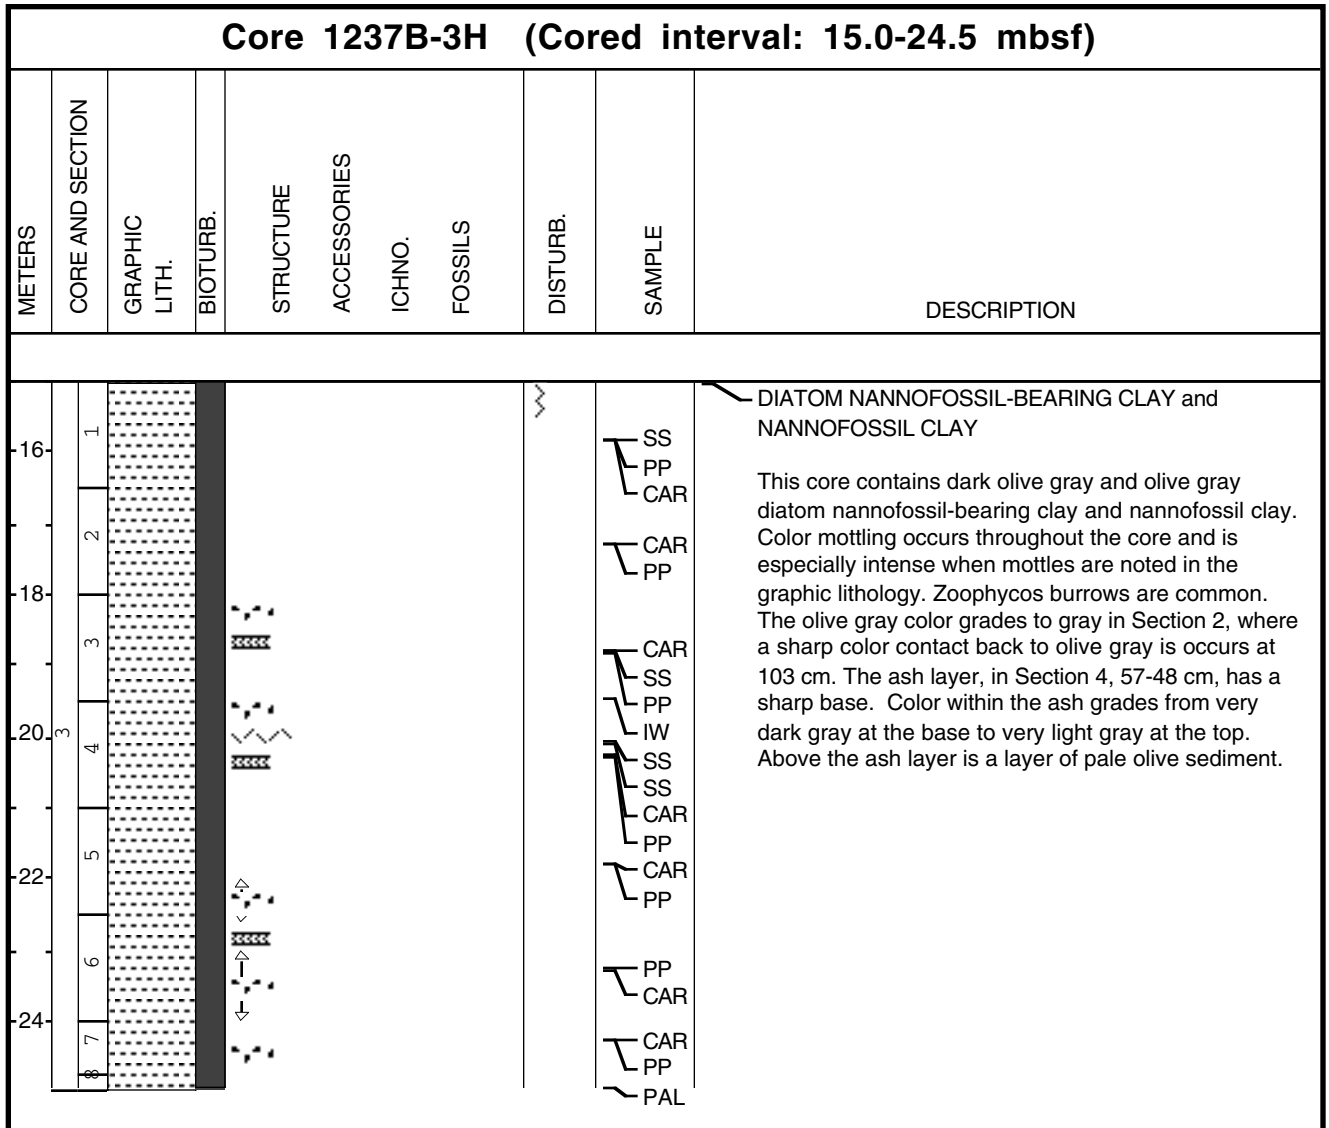 Core 1237B-3H (Cored interval: 15.0-24.5 mbsf)
METERS
CORE AND SECTION
GRAPHIC
LITH.
BIOTURB.
STRUCTURE
ACCESSORIES
ICHNO.
FOSSILS
DISTURB.
SAMPLE
DESCRIPTION
16
18
20
22
24
3
1
2
3
4
5
6
7
8
SS
PP
CAR
CAR
PP
CAR
SS
PP
IW
SS
SS
CAR
PP
CAR
PP
PP
CAR
CAR
PP
PAL
DIATOM NANNOFOSSIL-BEARING CLAY and
NANNOFOSSIL CLAY
This core contains dark olive gray and olive gray
diatom nannofossil-bearing clay and nannofossil clay.
Color mottling occurs throughout the core and is
especially intense when mottles are noted in the
graphic lithology. Zoophycos burrows are common.
The olive gray color grades to gray in Section 2, where
a sharp color contact back to olive gray is occurs at
103 cm. The ash layer, in Section 4, 57-48 cm, has a
sharp base. Color within the ash grades from very
dark gray at the base to very light gray at the top.
Above the ash layer is a layer of pale olive sediment.